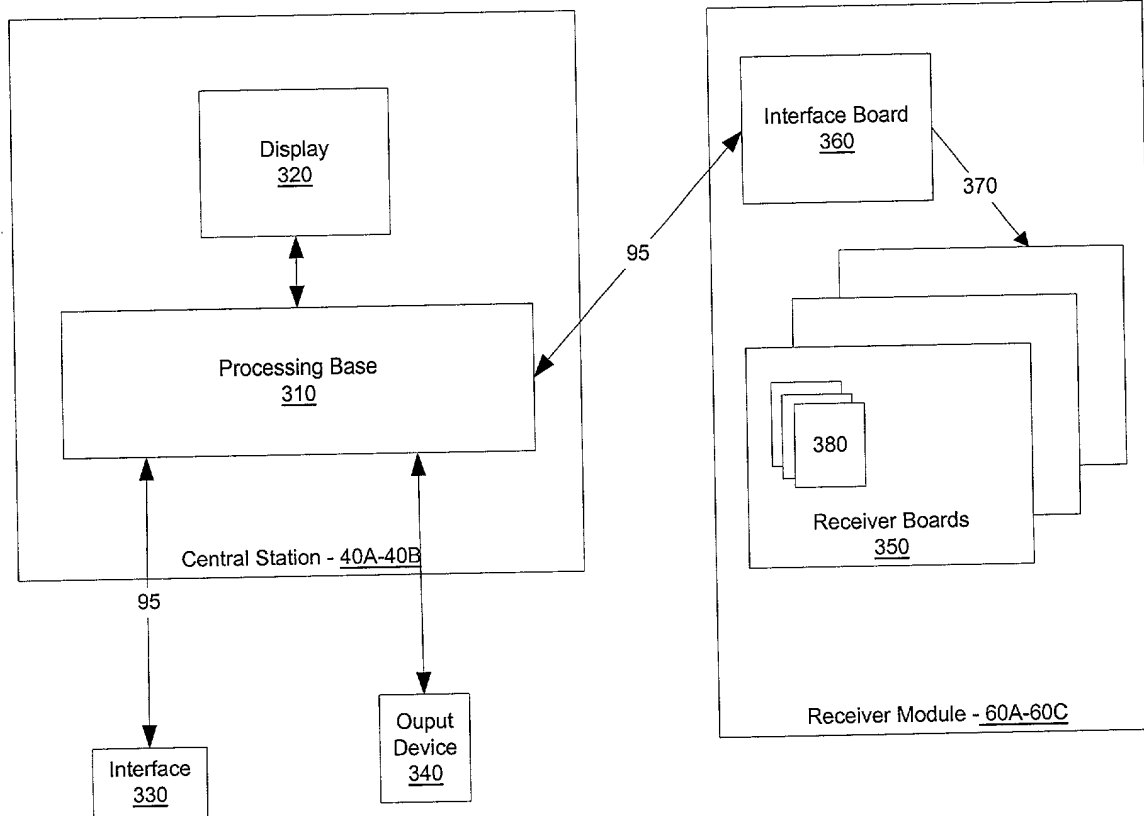 Display
320
Processing Base
310
Central Station - 40A-40B
95
Interface
330
Ouput
Device
340
95
Interface Board
360
370
380
Receiver Boards
350
Receiver Module - 60A-60C